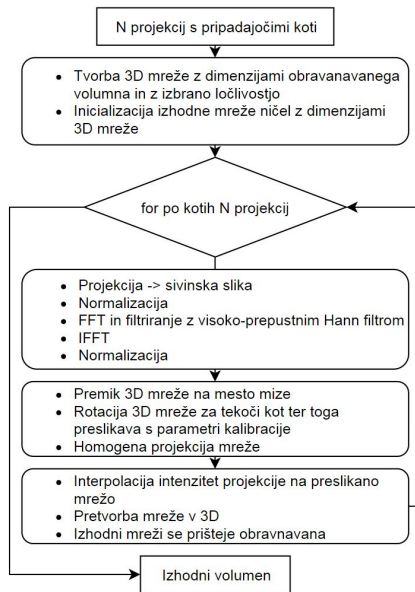 N projekcij s pripadajočimi koti
• Tvorba 3D mreže z dimenzijami obravanavanega
volumna in z izbrano ločlivostjo
• Inicializacija izhodne mreže ničel z dimenzijami
3D mreže
for po kotih N projekcij
• Projekcija -> sivinska slika
• Normalizacija
• FFT in filtriranje z visoko-prepustnim Hann filtrom
• IFFT
• Normalizacija
• Premik 3D mreže na mesto mize
• Rotacija 3D mreže za tekoči kot ter toga
preslikava s parametri kalibracije
• Homogena projekcija mreže
• Interpolacija intenzitet projekcije na preslikano
mrežo
• Pretvorba mreže v 3D
• Izhodni mreži se prišteje obravnavana
Izhodni volumen